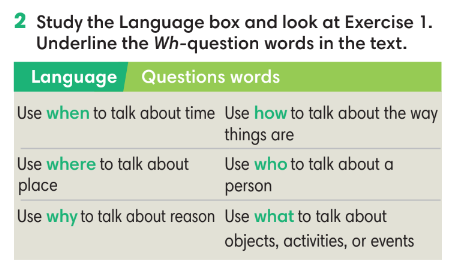 2 Study the Language box and look at Exercise 1.
Underline the Wh-question words in the text.
Language Questions words
Use when to talk about time
Use how to talk about the way
things are
Use where to talk about
place
Use who to talk about a
person
Use why to talk about reason
Use what to talk about
objects, activities, or events